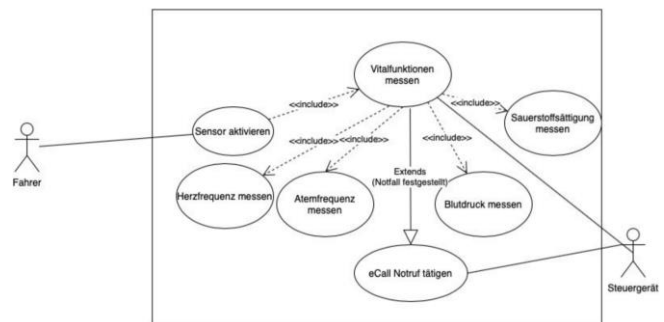 Vitalfunktionen
messen
<<include>>
<<include>>
Sauerstoffsättigung
messen
Sensor aktivieren
<<include>>
<<include>>
<<include>>
Fahrer
Extends
(Notfall festgestellt)
Herzfrequenz messen
Atemfrequenz
messen
Blutdruck messen
eCall Notruf tätigen
Steuergerät